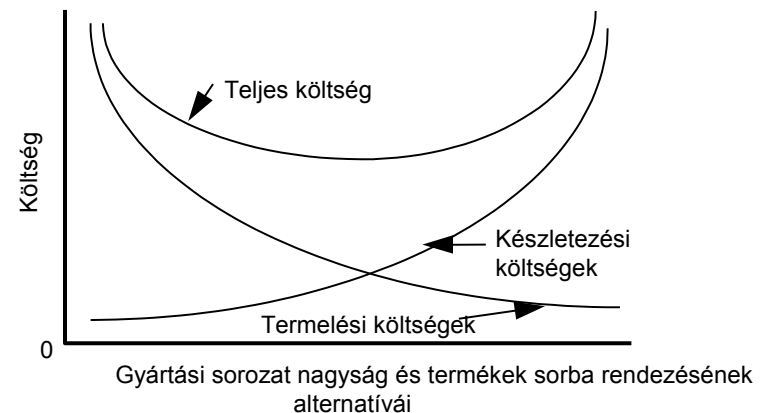 Költség
Teljes költség
Készletezési
költségek
Termelési költségek
0
Gyártási sorozat nagyság és termékek sorba rendezésének
alternatívái